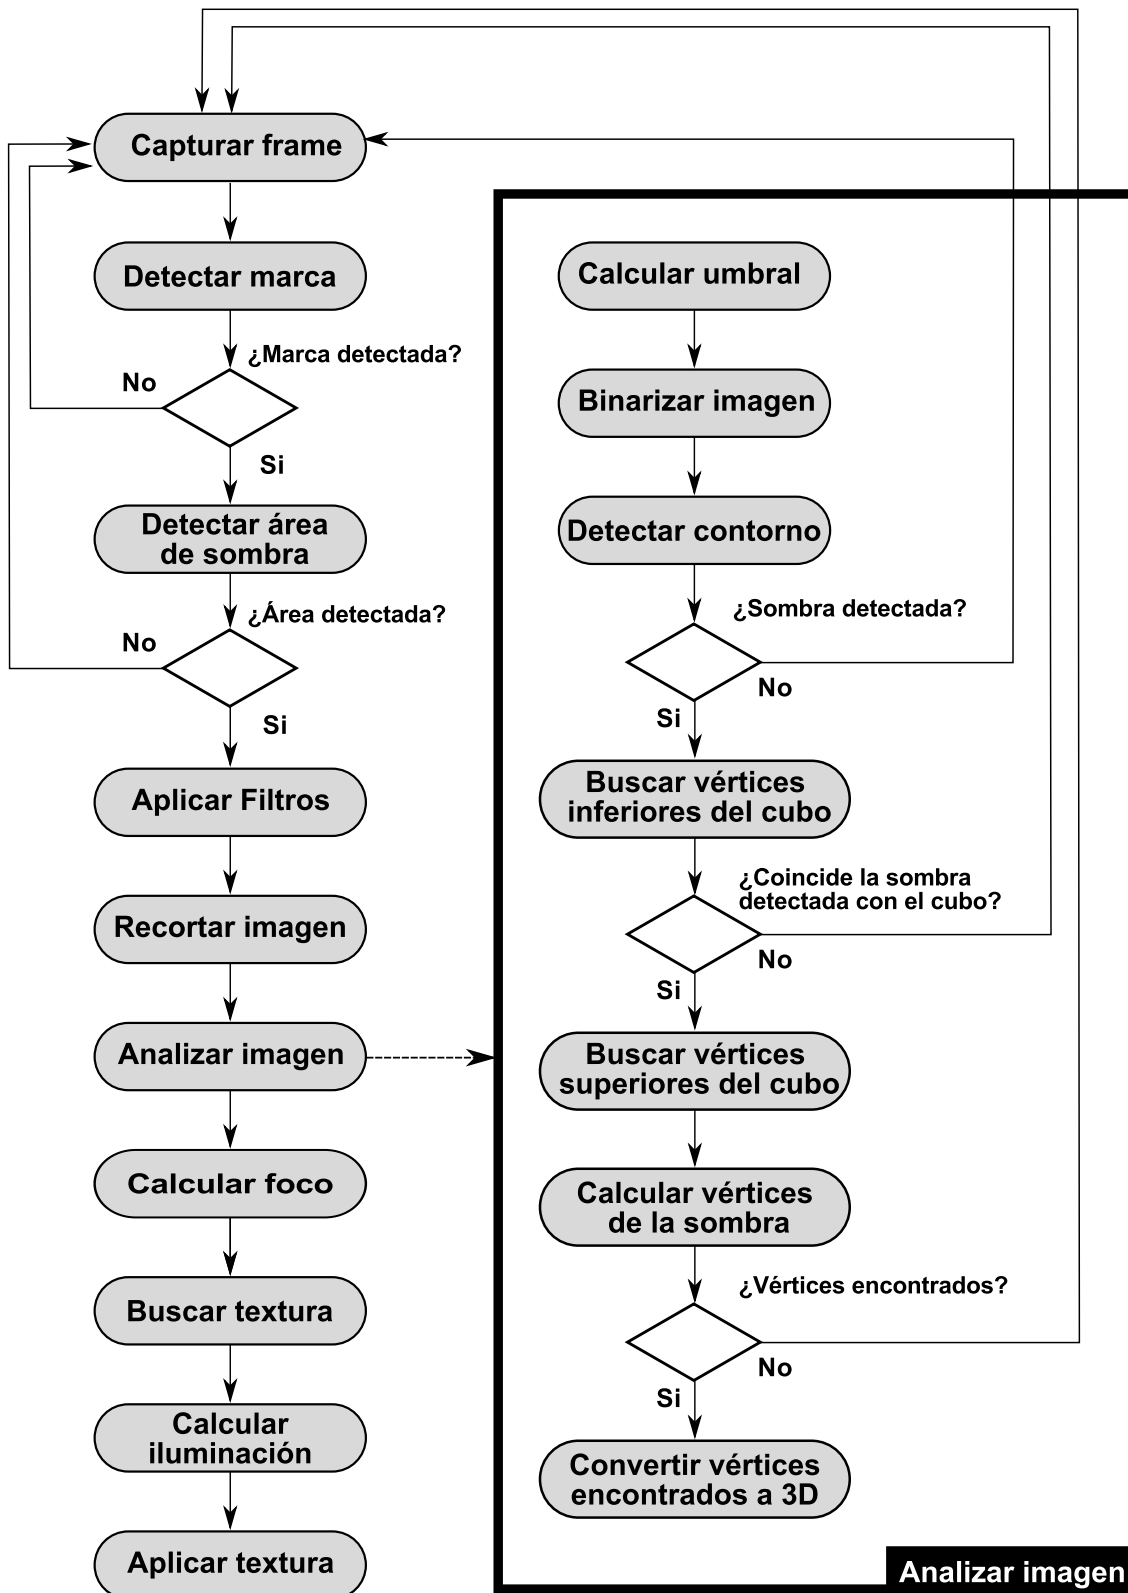 Capturar frame
Detectar marca
¿Marca detectada?
No
Si
Detectar área
de sombra
¿Área detectada?
No
Si
Aplicar Filtros
Recortar imagen
Analizar imagen
Calcular foco
Buscar textura
Calcular
iluminación
Aplicar textura
Calcular umbral
Binarizar imagen
Detectar contorno
¿Sombra detectada?
No
Si
Buscar vértices
inferiores del cubo
¿Coincide la sombra
detectada con el cubo?
No
Si
Buscar vértices
superiores del cubo
Calcular vértices
de la sombra
¿Vértices encontrados?
No
Si
Convertir vértices
encontrados a 3D
Analizar imagen